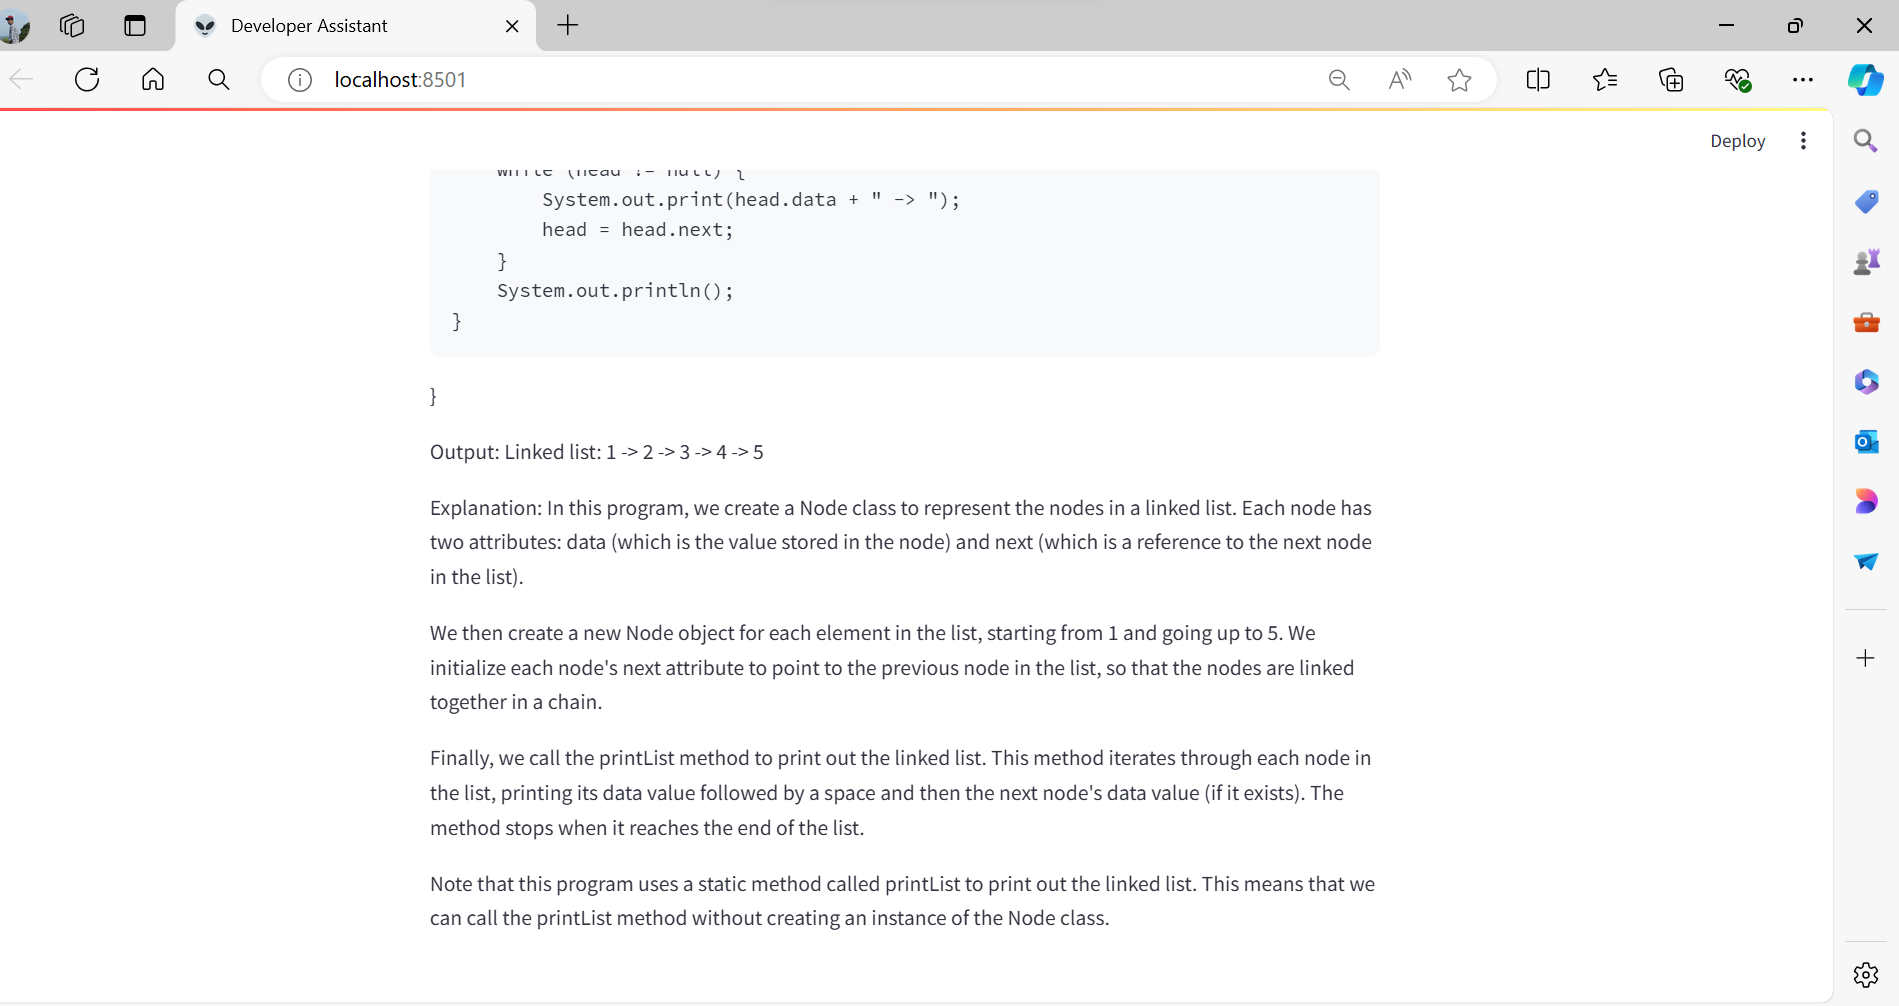 Developer Assistant
localhost:8501
Deploy
while (head != null) {
System.out.print(head.data + " -> ");
head = head.next;
}
System.out.println();
}
}
Output: Linked list: 1 -> 2 -> 3 -> 4 -> 5
Explanation: In this program, we create a Node class to represent the nodes in a linked list. Each node has
two attributes: data (which is the value stored in the node) and next (which is a reference to the next node
in the list).
We then create a new Node object for each element in the list, starting from 1 and going up to 5. We
initialize each node's next attribute to point to the previous node in the list, so that the nodes are linked
together in a chain.
Finally, we call the printList method to print out the linked list. This method iterates through each node in
the list, printing its data value followed by a space and then the next node's data value (if it exists). The
method stops when it reaches the end of the list.
Note that this program uses a static method called printList to print out the linked list. This means that we
can call the printList method without creating an instance of the Node class.